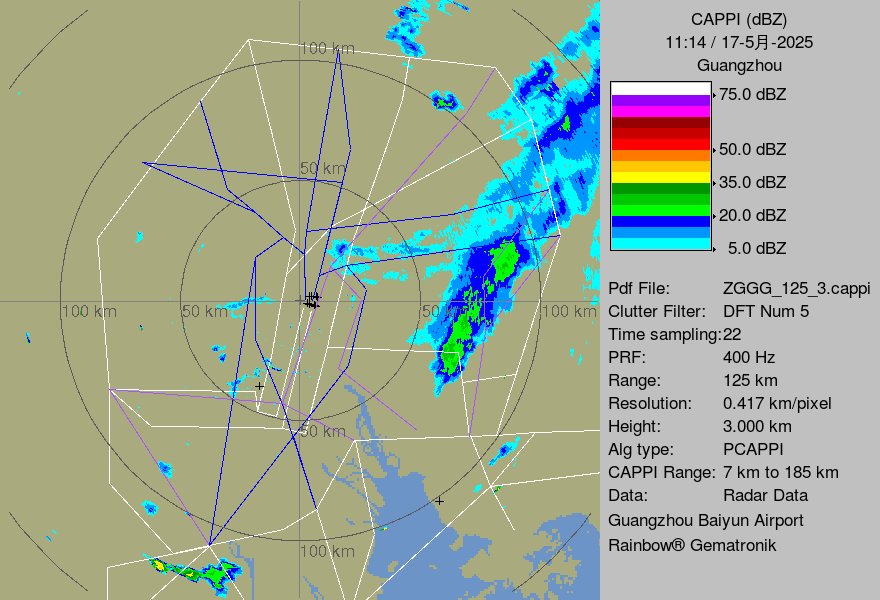 100 km
50 km
100 km
50 km
50 km
100 km
50 km
100 km
CAPPI (dBZ)
11:14 / 17-5月-2025
Guangzhou
75.0 dBZ
50.0 dBZ
35.0 dBZ
20.0 dBZ
5.0 dBZ
Pdf File: ZGGG_125_3.cappi
Clutter Filter: DFT Num 5
Time sampling:22
PRF: 400 Hz
Range: 125 km
Resolution: 0.417 km/pixel
Height: 3.000 km
Alg type: PCAPPI
CAPPI Range: 7 km to 185 km
Data: Radar Data
Guangzhou Baiyun Airport
Rainbow® Gematronik